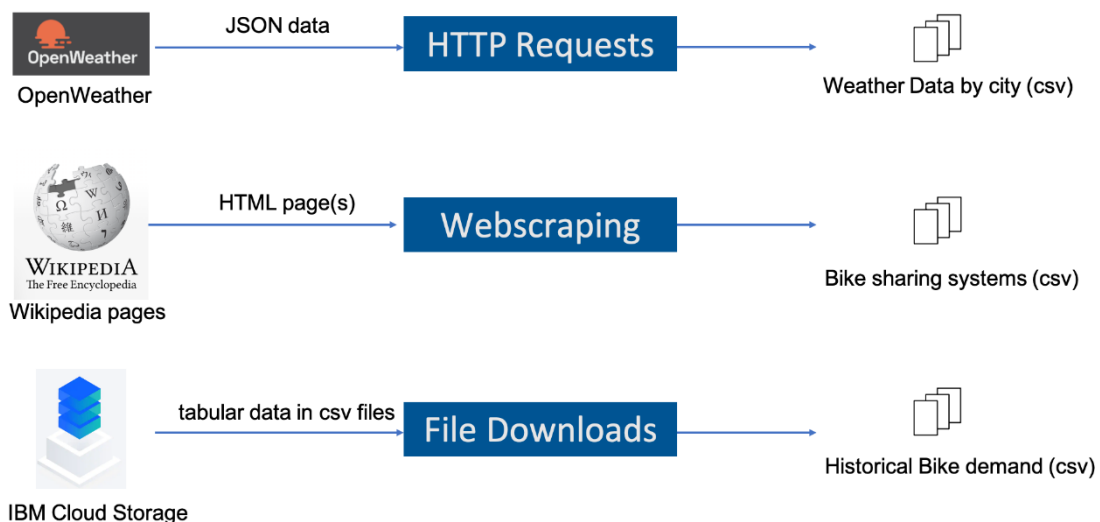 OpenWeather
OpenWeather
JSON data
HTTP Requests
Weather Data by city (csv)
Ω
W
И
維
WIKIPEDIA
The Free Encyclopedia
Wikipedia pages
HTML page(s)
Webscraping
Bike sharing systems (csv)
IBM Cloud Storage
tabular data in csv files
File Downloads
Historical Bike demand (csv)